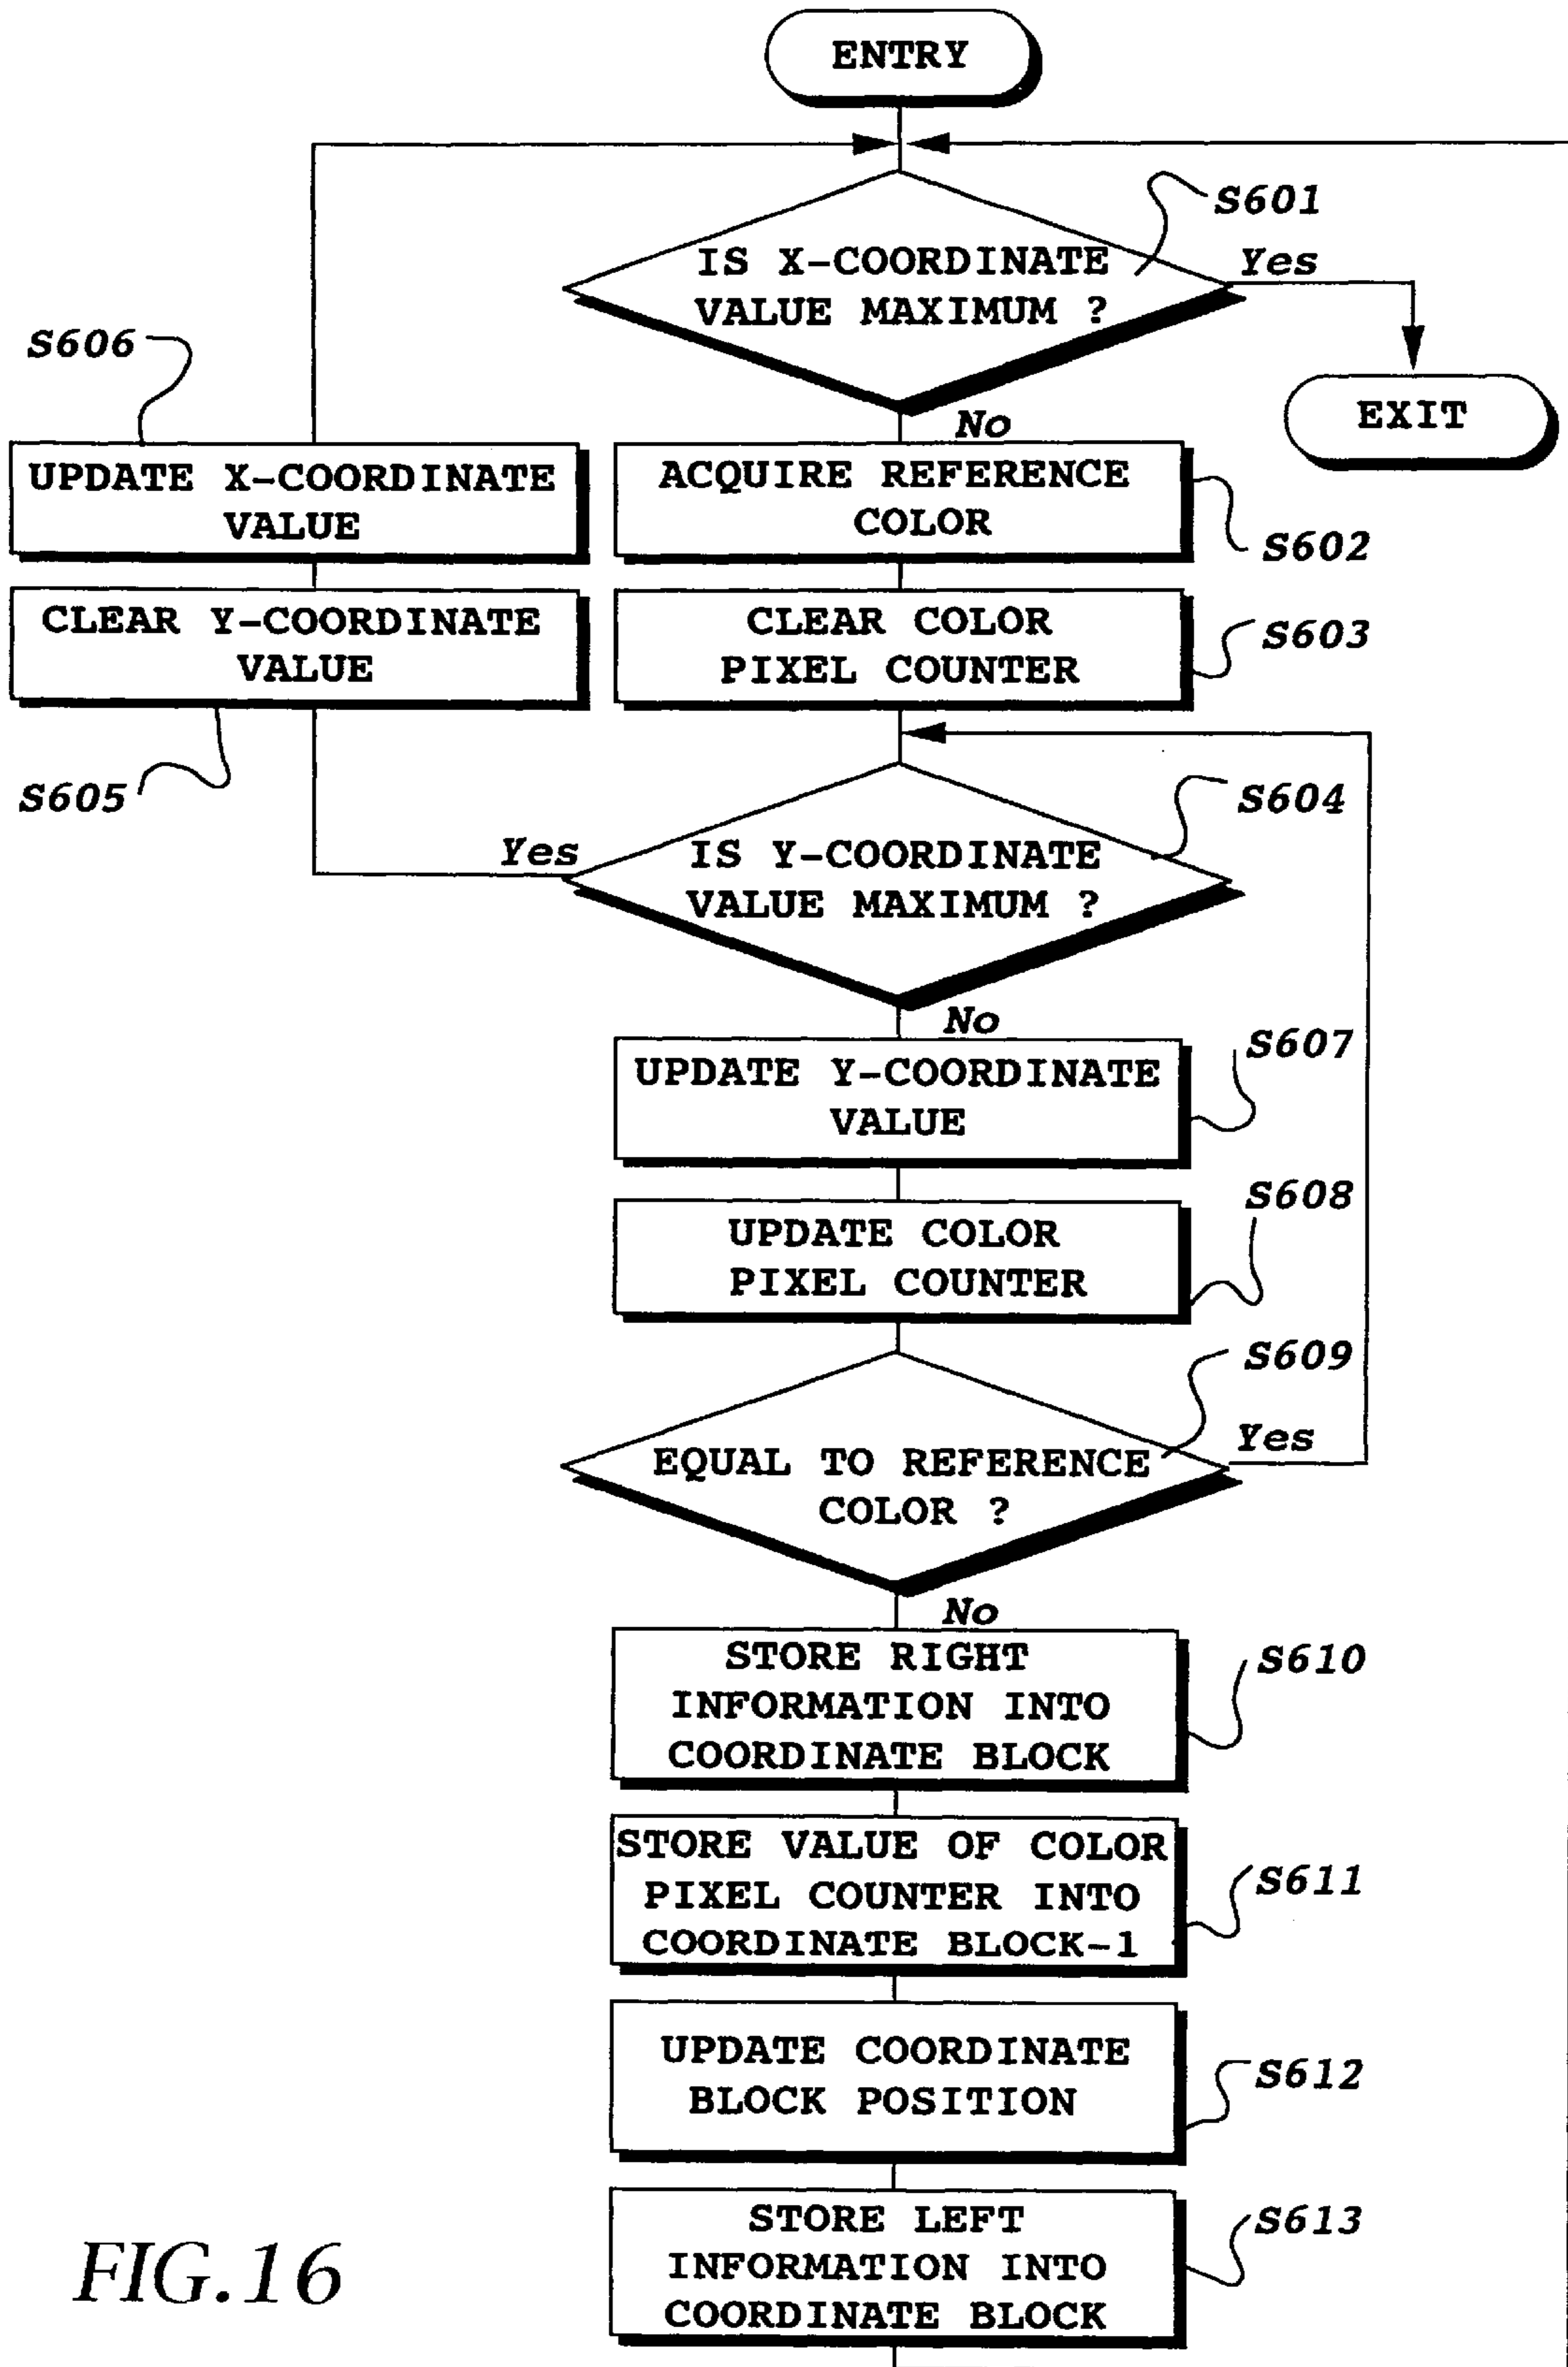 ENTRY
S601
IS X-COORDINATE
VALUE MAXIMUM ?
Yes
EXIT
No
S606
UPDATE X-COORDINATE
VALUE
ACQUIRE REFERENCE
COLOR
S602
CLEAR Y-COORDINATE
VALUE
CLEAR COLOR
PIXEL COUNTER
S603
S605
S604
IS Y-COORDINATE
VALUE MAXIMUM ?
Yes
No
UPDATE Y-COORDINATE
VALUE
S607
UPDATE COLOR
PIXEL COUNTER
S608
S609
EQUAL TO REFERENCE
COLOR ?
Yes
No
STORE RIGHT
INFORMATION INTO
COORDINATE BLOCK
S610
STORE VALUE OF COLOR
PIXEL COUNTER INTO
COORDINATE BLOCK-1
S611
UPDATE COORDINATE
BLOCK POSITION
S612
STORE LEFT
INFORMATION INTO
COORDINATE BLOCK
S613
FIG.16